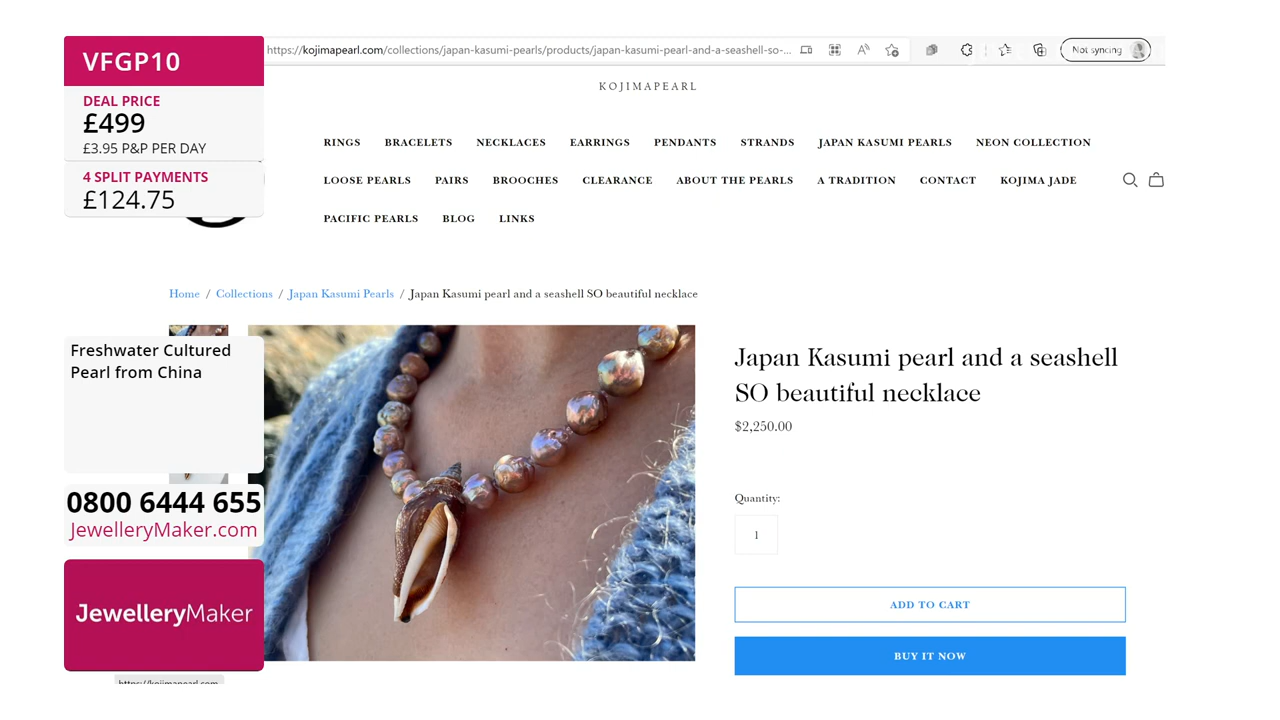 VFGP10
DEAL PRICE
£499
£3.95 P&P PER DAY
4 SPLIT PAYMENTS
£124.75
https://kojimapearl.com/collections/japan-kasumi-pearls/products/japan-kasumi-pearl-and-a-seashell-so-...
Not syncing
KOJIMAPEARL
RINGS BRACELETS NECKLACES EARRINGS PENDANTS STRANDS JAPAN KASUMI PEARLS NEON COLLECTION
LOOSE PEARLS PAIRS BROOCHES CLEARANCE ABOUT THE PEARLS A TRADITION CONTACT KOJIMA JADE
PACIFIC PEARLS BLOG LINKS
Home / Collections / Japan Kasumi Pearls / Japan Kasumi pearl and a seashell SO beautiful necklace
Freshwater Cultured
Pearl from China
0800 6444 655
JewelleryMaker.com
JewelleryMaker
https://kojimapearl.com
Japan Kasumi pearl and a seashell
SO beautiful necklace
$2,250.00
Quantity:
1
ADD TO CART
BUY IT NOW